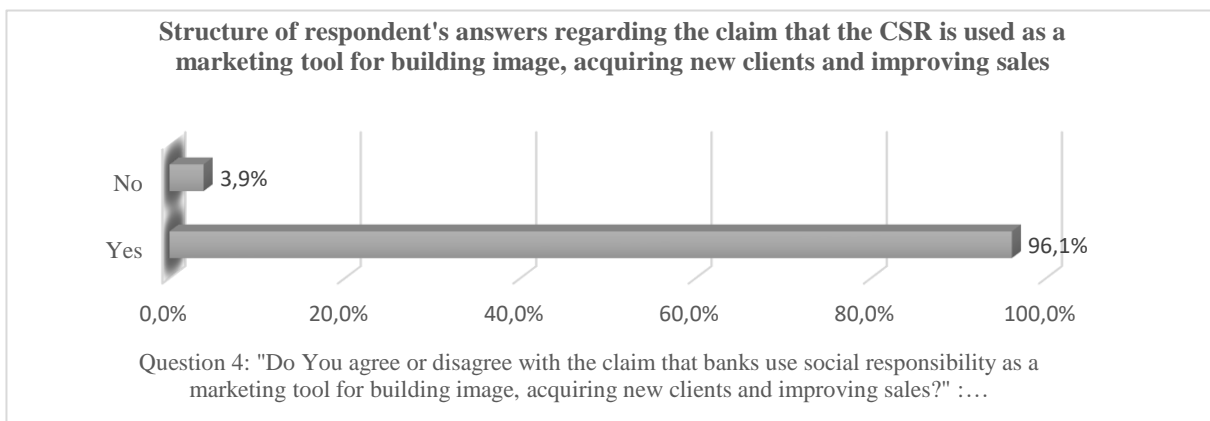 Structure of respondent's answers regarding the claim that the CSR is used as a
marketing tool for building image, acquiring new clients and improving sales
No
3,9%
Yes
96,1%
0,0%
20,0%
40,0%
60,0%
80,0%
100,0%
Question 4: "Do You agree or disagree with the claim that banks use social responsibility as a
marketing tool for building image, acquiring new clients and improving sales?" :…